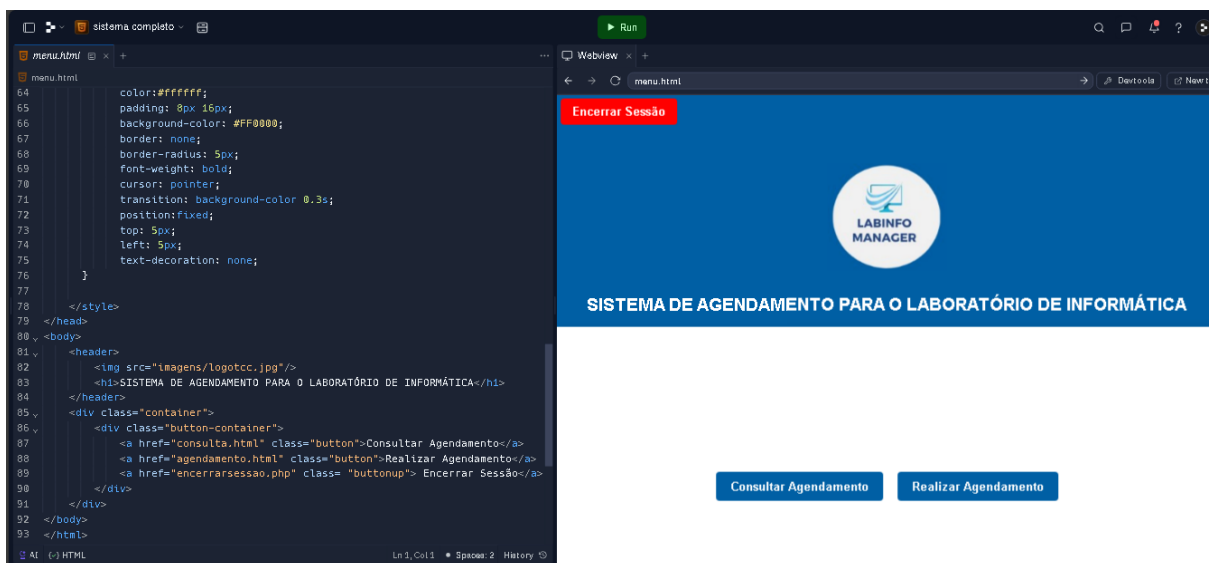 sistema completo
Run
?
menu.html
Webview
menu.html
menu.html
Devtools
New t
64 color:#ffffff;
65 padding: 8px 16px;
66 background-color: #FF0000;
67 border: none;
68 border-radius: 5px;
69 font-weight: bold;
70 cursor: pointer;
71 transition: background-color 0.3s;
72 position:fixed;
73 top: 5px;
74 left: 5px;
75 text-decoration: none;
76 }
77
78 </style>
79 </head>
80 <body>
81 <header>
82 <img src="imagens/logotcc.jpg"/>
83 <h1>SISTEMA DE AGENDAMENTO PARA O LABORATÓRIO DE INFORMÁTICA</h1>
84 </header>
85 <div class="container">
86 <div class="button-container">
87 <a href="consulta.html" class="button">Consultar Agendamento</a>
88 <a href="agendamento.html" class="button">Realizar Agendamento</a>
89 <a href="encerrarsessao.php" class= "buttonup"> Encerrar Sessão</a>
90 </div>
91 </div>
92 </body>
93 </html>
AI {} HTML
Ln 1, Col 1 • Spaces: 2 History
Encerrar Sessão
LABINFO
MANAGER
SISTEMA DE AGENDAMENTO PARA O LABORATÓRIO DE INFORMÁTICA
Consultar Agendamento
Realizar Agendamento